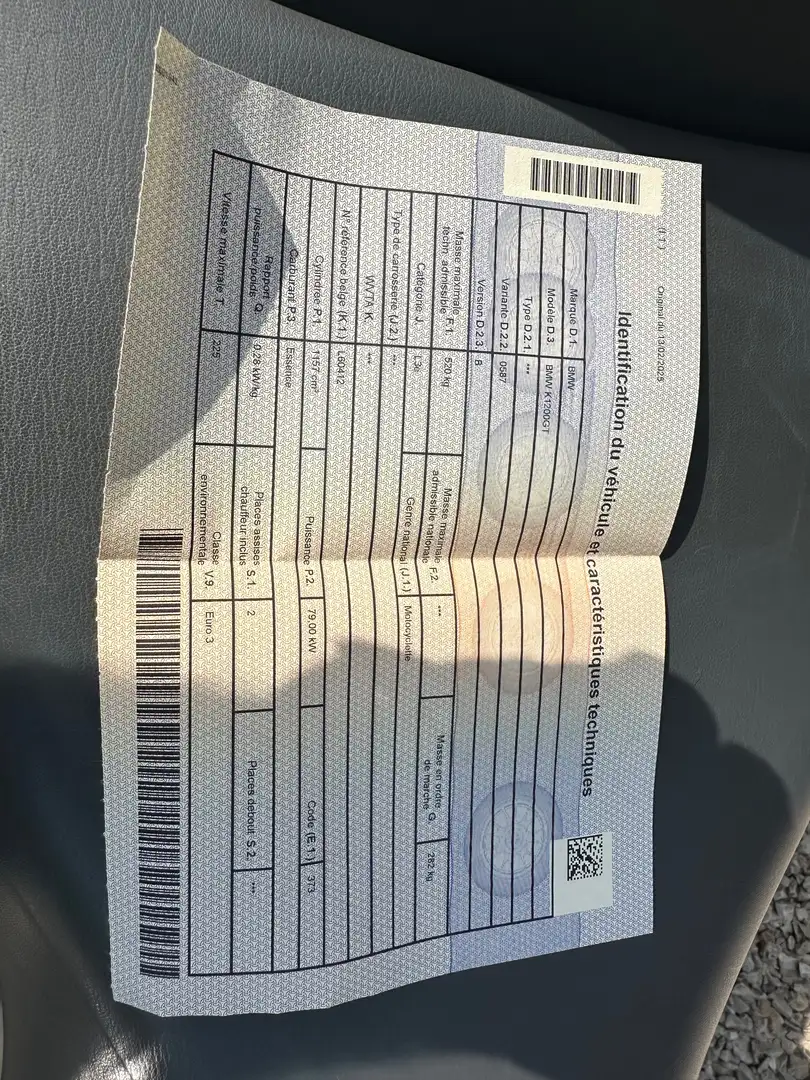 (I.1.)
Original du 13/02/2025
Identification du véhicule et caractéristiques techniques
Marque D.1. BMW
Modèle D.3. BMW K1200GT
Type D.2.1. ***
Variante D.2.2. 0587
Version D.2.3. B
Masse maximale techn. admissible F.1. 520 kg Masse maximale admissible nationale F.2. *** Masse en ordre de marche G. 282 kg
Catégorie J. L3e Genre national (J.1.) Motocyclette
Type de carrosserie (J.2.) ***
WVTA K. ***
N° référence belge (K.1.) L60412
Cylindrée P.1. 1157 cm³ Puissance P.2. 79.00 kW Code (E.1.) 373
Carburant P.3. Essence
Rapport puissance/poids Q. 0,28 kW/kg Places assises chauffeur inclus S.1. 2 Places debout S.2. ***
Vitesse maximale T. 225 Classe environnementale V.9. Euro 3